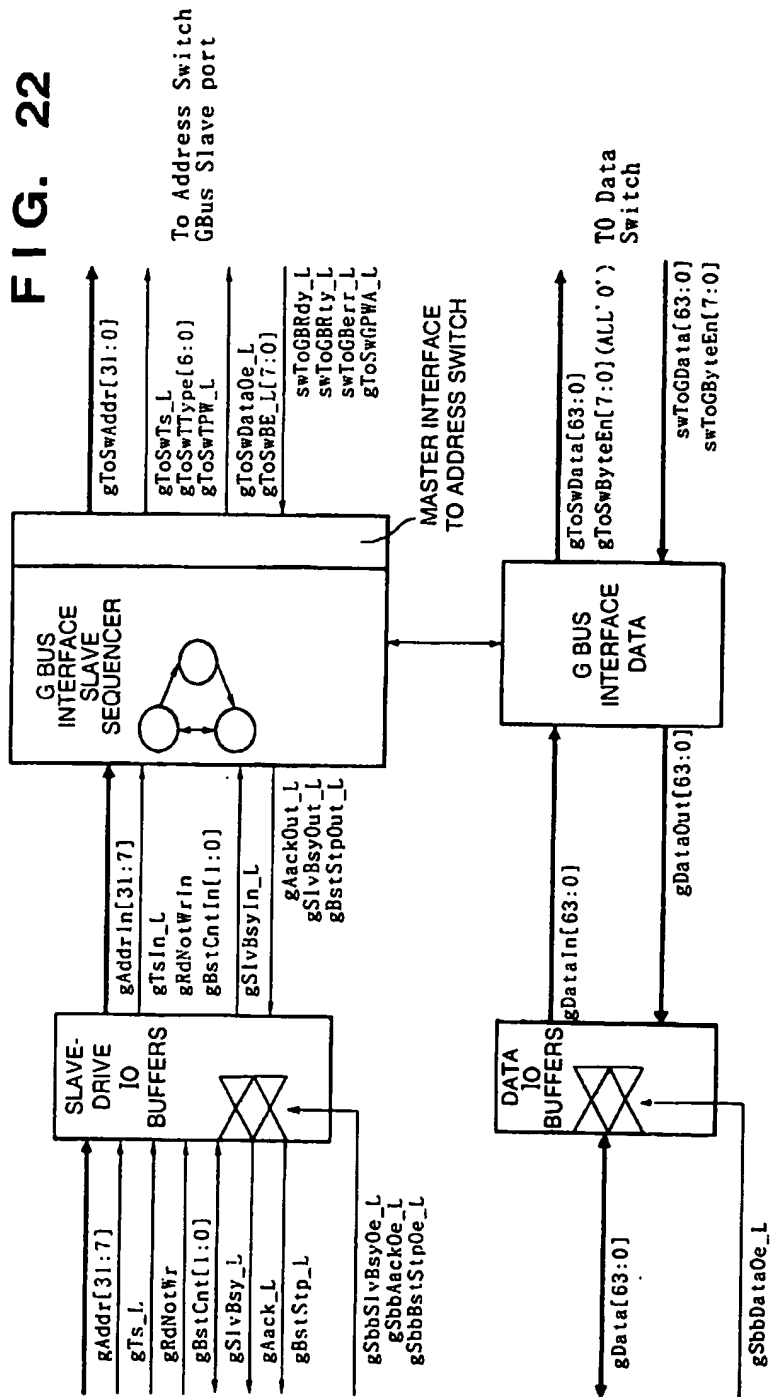 FIG. 22
gAddr[31:7]
gTs_L
gRdNotWr
gBstCnt[1:0]
gSlvBsy_L
gAack_L
gBstStp_L
gSbbSlvBsyOe_L
gSbbAackOe_L
gSbbBstStpOe_L
SLAVE-
DRIVE
IO
BUFFERS
gAddrIn[31:7]
gTsIn_L
gRdNotWrIn
gBstCntIn[1:0]
gSlvBsyIn_L
gAackOut_L
gSlvBsyOut_L
gBstStpOut_L
G BUS
INTERFACE
SLAVE
SEQUENCER
MASTER INTERFACE
TO ADDRESS SWITCH
gToSwAddr[31:0]
gToSwTs_L
gToSwTType[6:0]
gToSwTPW_L
gToSwDataOe_L
gToSwBE_L[7:0]
swToGBRdy_L
swToGBRty_L
swToGBerr_L
gToSwGPWA_L
To Address Switch
GBus Slave port
gData[63:0]
gSbbDataOe_L
DATA
IO
BUFFERS
gDataIn[63:0]
gDataOut[63:0]
G BUS
INTERFACE
DATA
gToSwData[63:0]
gToSwByteEn[7:0](ALL'0')
swToGData[63:0]
swToGByteEn[7:0]
TO Data
Switch